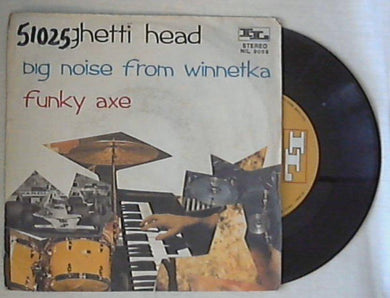 51025ghetti head
big noise from winnetka
funky axe
STEREO